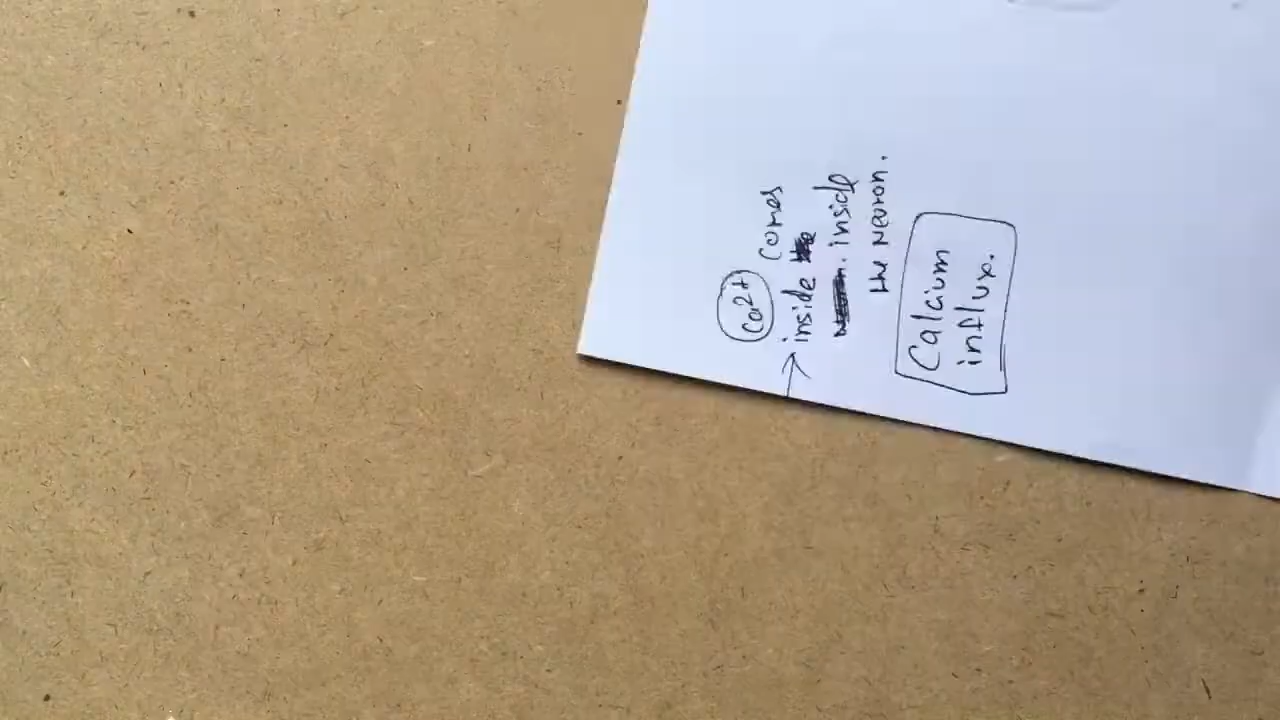 Ca2+ comes
→ inside
inside
the Neuron.
Calcium
influx.